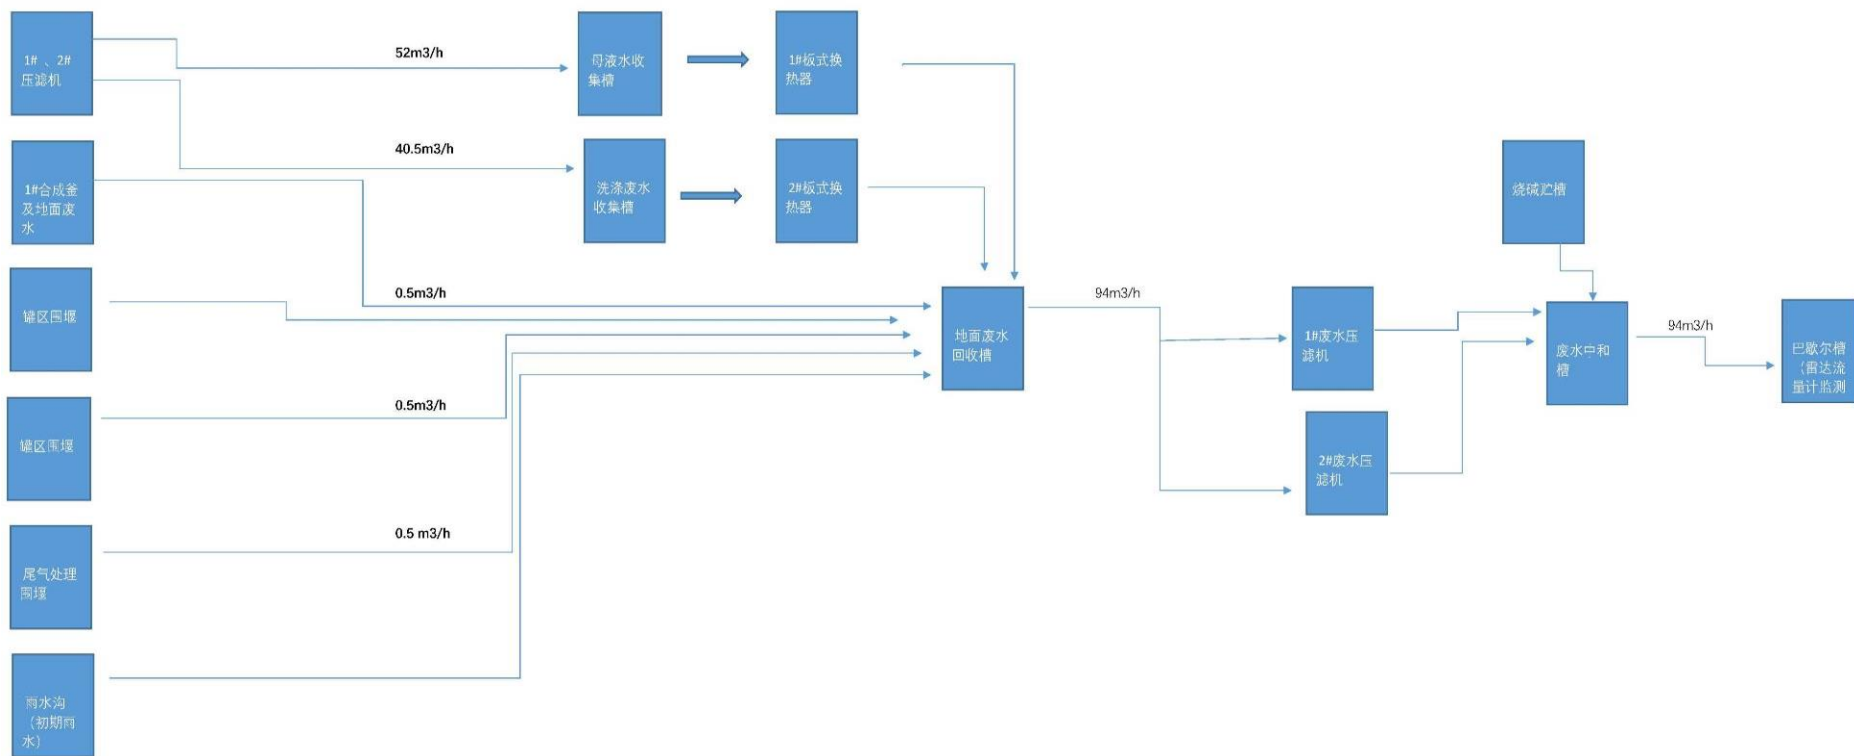 1# 、2#
压滤机
52m3/h
母液水收
集槽
1#板式换
热器
40.5m3/h
1#合成釜
及地面废
水
洗涤废水
收集槽
2#板式换
热器
烧碱贮槽
0.5m3/h
罐区围堰
地面废水
回收槽
94m3/h
1#废水压
滤机
废水中和
槽
94m3/h
巴歇尔槽
（雷达流
量计监测
0.5m3/h
罐区围堰
2#废水压
滤机
0.5 m3/h
尾气处理
围堰
雨水沟
（初期雨
水）